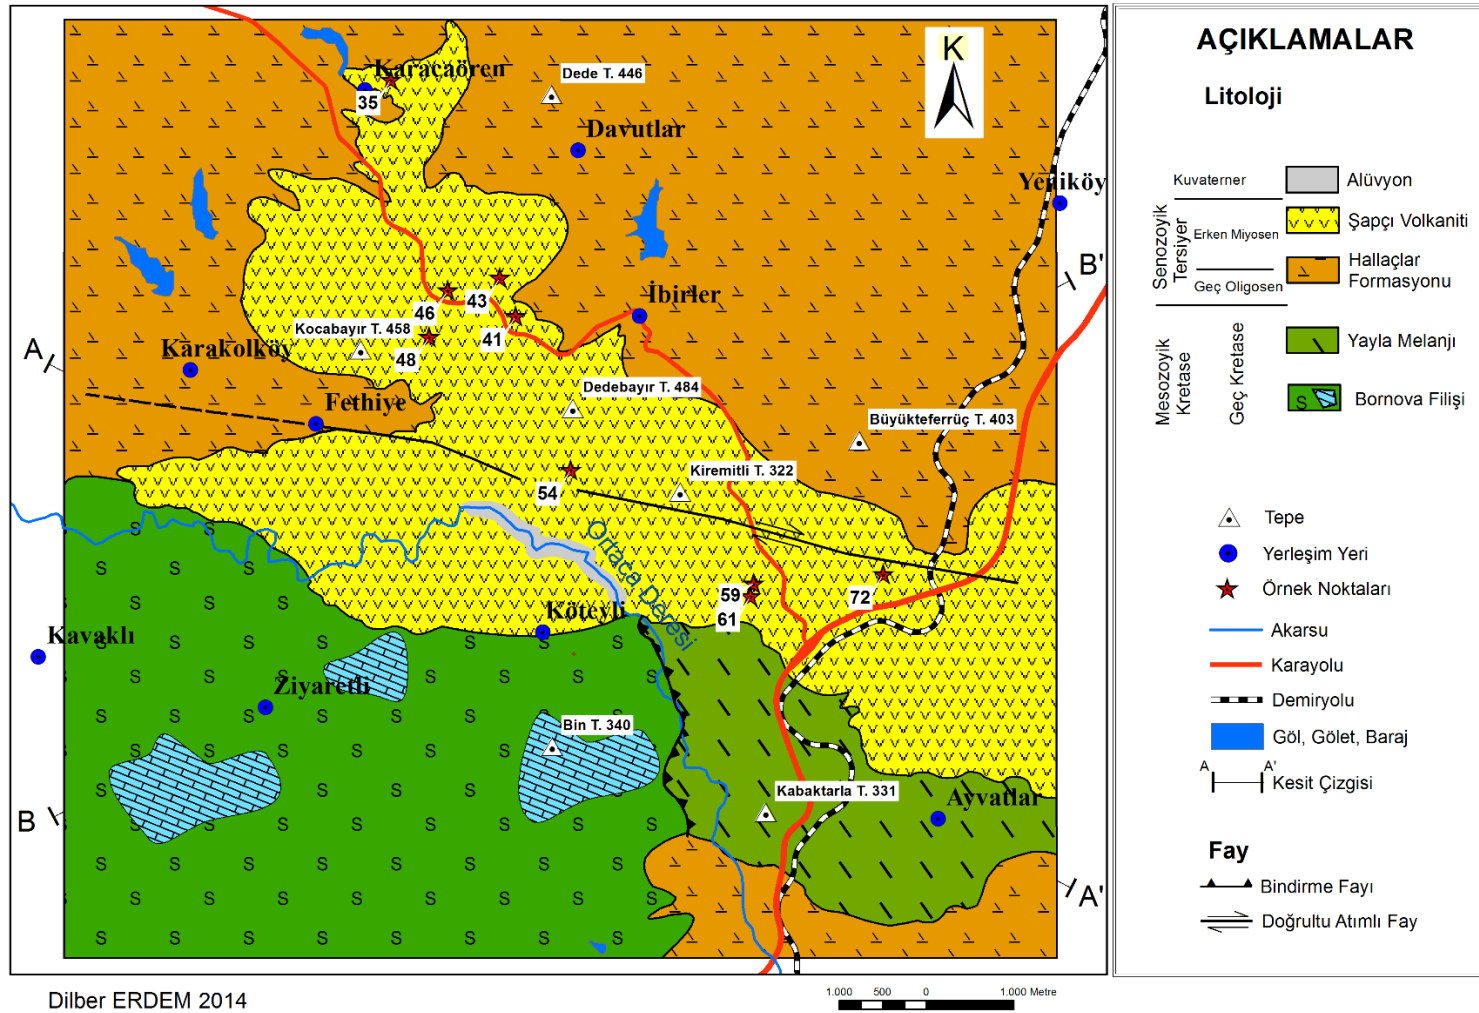 K
Karacaören
35
Dede T. 446
Davutlar
Yeniköy
B'
İbirler
43
46
41
48
Kocabayır T. 458
A
Karakolköy
Fethiye
Dedebayır T. 484
Büyükteferrüç T. 403
Kiremitli T. 322
54
Ortaca Deresi
59
61
72
Köteyli
Kavaklı
Ziyaretli
Bin T. 340
Kabaktarla T. 331
Ayvatlar
B
A'
Dilber ERDEM 2014
1.000 500 0 1.000 Metre
AÇIKLAMALAR
Litoloji
Kuvaterner
Alüvyon
Senozoyik
Tersiyer
Erken Miyosen
Şapçı Volkaniti
Geç Oligosen
Hallaçlar
Formasyonu
Mesozoyik
Kretase
Geç Kretase
Yayla Melanjı
S
Bornova Filişi
Tepe
Yerleşim Yeri
Örnek Noktaları
Akarsu
Karayolu
Demiryolu
Göl, Gölet, Baraj
A A'
Kesit Çizgisi
Fay
Bindirme Fayı
Doğrultu Atımlı Fay